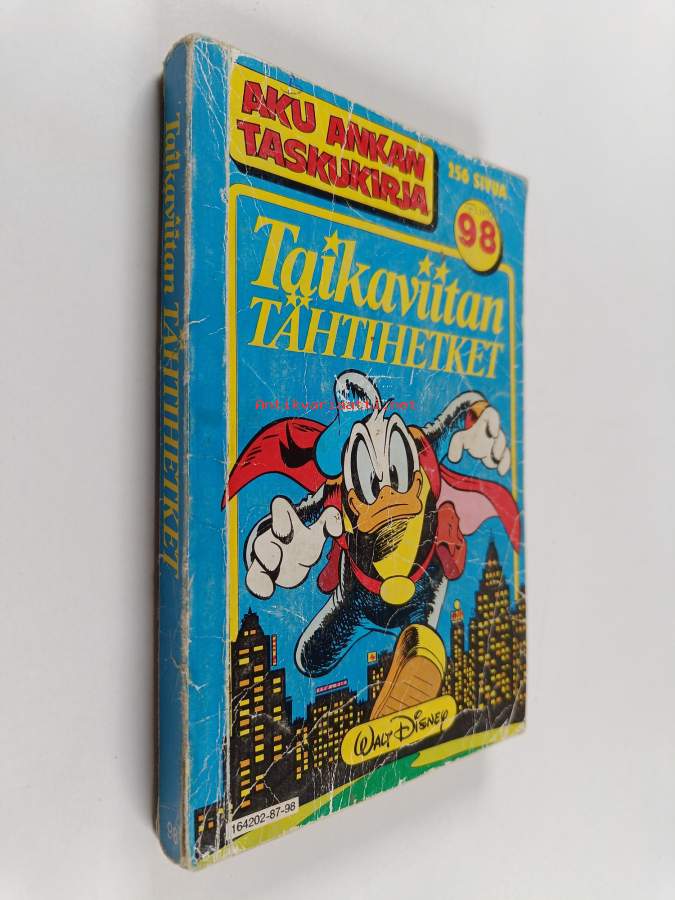 AKU ANKAN
TASKUKIRJA
256 SIVUA
98
Taikaviitan
TÄHTIHETKET
Antikvariaatti.net
WALT DISNEY
164202-87-98
Taikaviitan TÄHTIHETKET
98